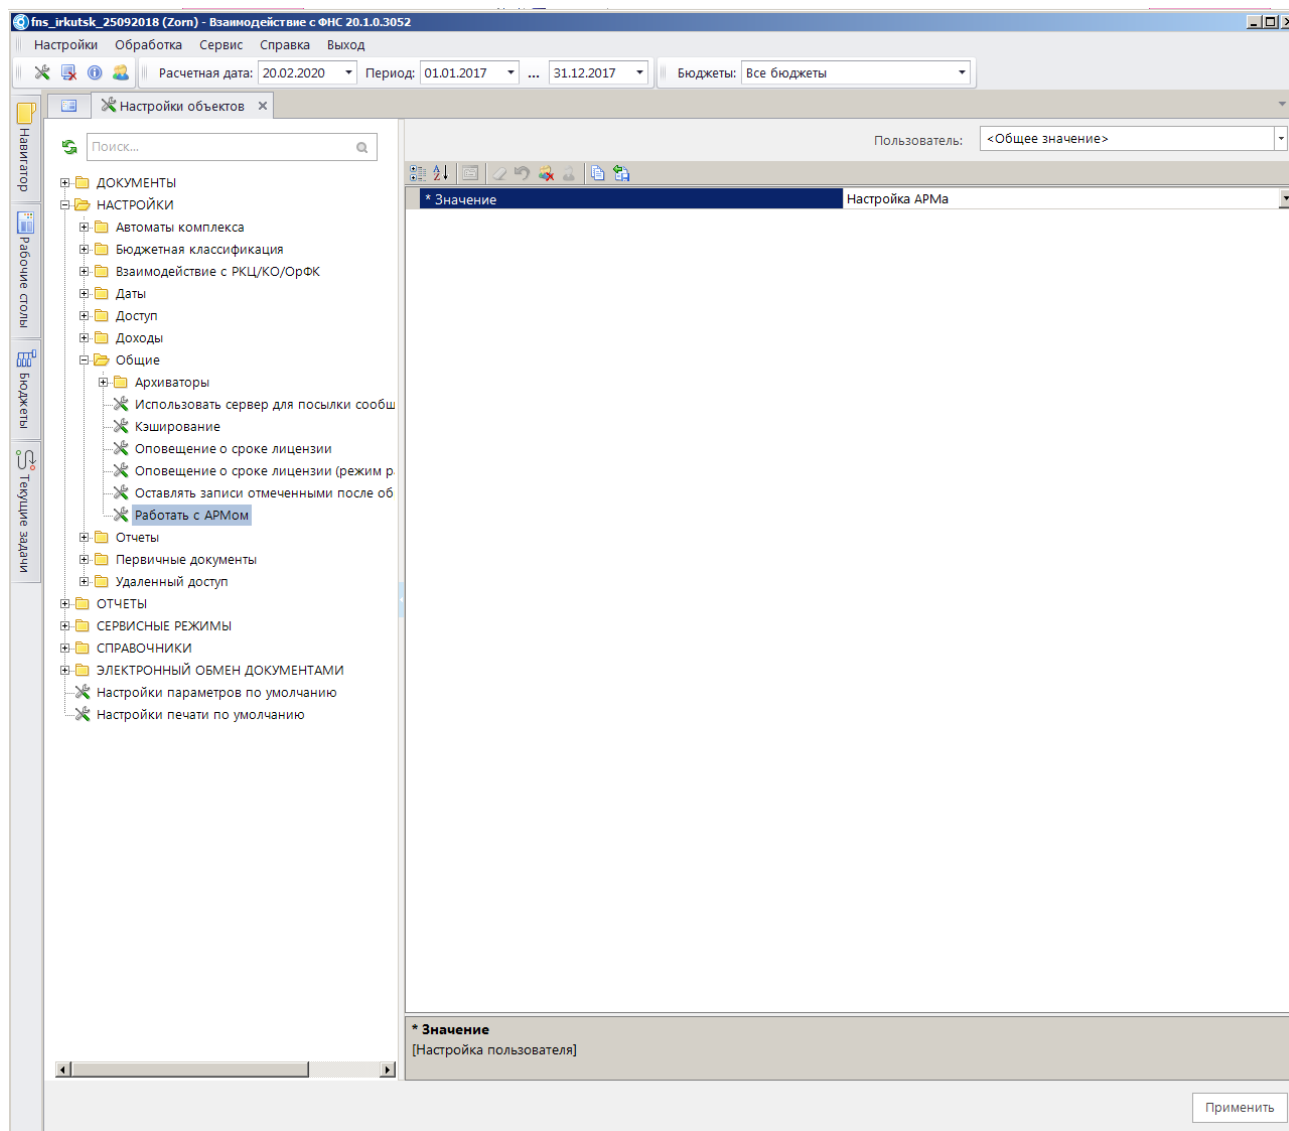 fns_irkutsk_25092018 (Zorn) - Взаимодействие с ФНС 20.1.0.3052
Настройки Обработка Сервис Справка Выход
Расчетная дата: 20.02.2020 Период: 01.01.2017 ... 31.12.2017 Бюджеты: Все бюджеты
Навигатор
Рабочие столы
Бюджеты
Текущие задачи
Настройки объектов
Поиск...
ДОКУМЕНТЫ
НАСТРОЙКИ
Автоматы комплекса
Бюджетная классификация
Взаимодействие с РКЦ/КО/ОрФК
Даты
Доступ
Доходы
Общие
Архиваторы
Использовать сервер для посылки сообщ
Кэширование
Оповещение о сроке лицензии
Оповещение о сроке лицензии (режим р
Оставлять записи отмеченными после об
Работать с АРМом
Отчеты
Первичные документы
Удаленный доступ
ОТЧЕТЫ
СЕРВИСНЫЕ РЕЖИМЫ
СПРАВОЧНИКИ
ЭЛЕКТРОННЫЙ ОБМЕН ДОКУМЕНТАМИ
Настройки параметров по умолчанию
Настройки печати по умолчанию
Пользователь: <Общее значение>
* Значение Настройка АРМа
* Значение
[Настройка пользователя]
Применить